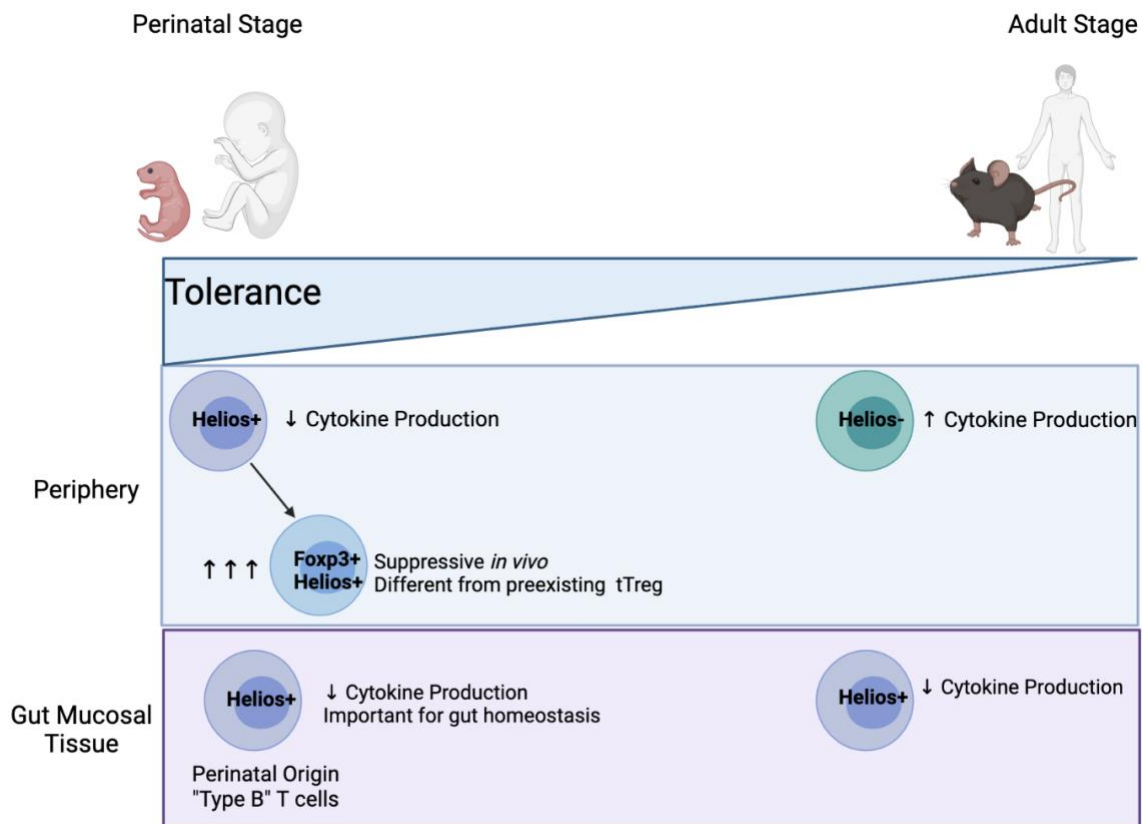 Perinatal Stage
Adult Stage
Tolerance
Periphery
Helios+
↓ Cytokine Production
Helios-
↑ Cytokine Production
↑ ↑ ↑
Foxp3+
Helios+
Suppressive in vivo
Different from preexisting tTreg
Gut Mucosal
Tissue
Helios+
↓ Cytokine Production
Important for gut homeostasis
Perinatal Origin
"Type B" T cells
Helios+
↓ Cytokine Production